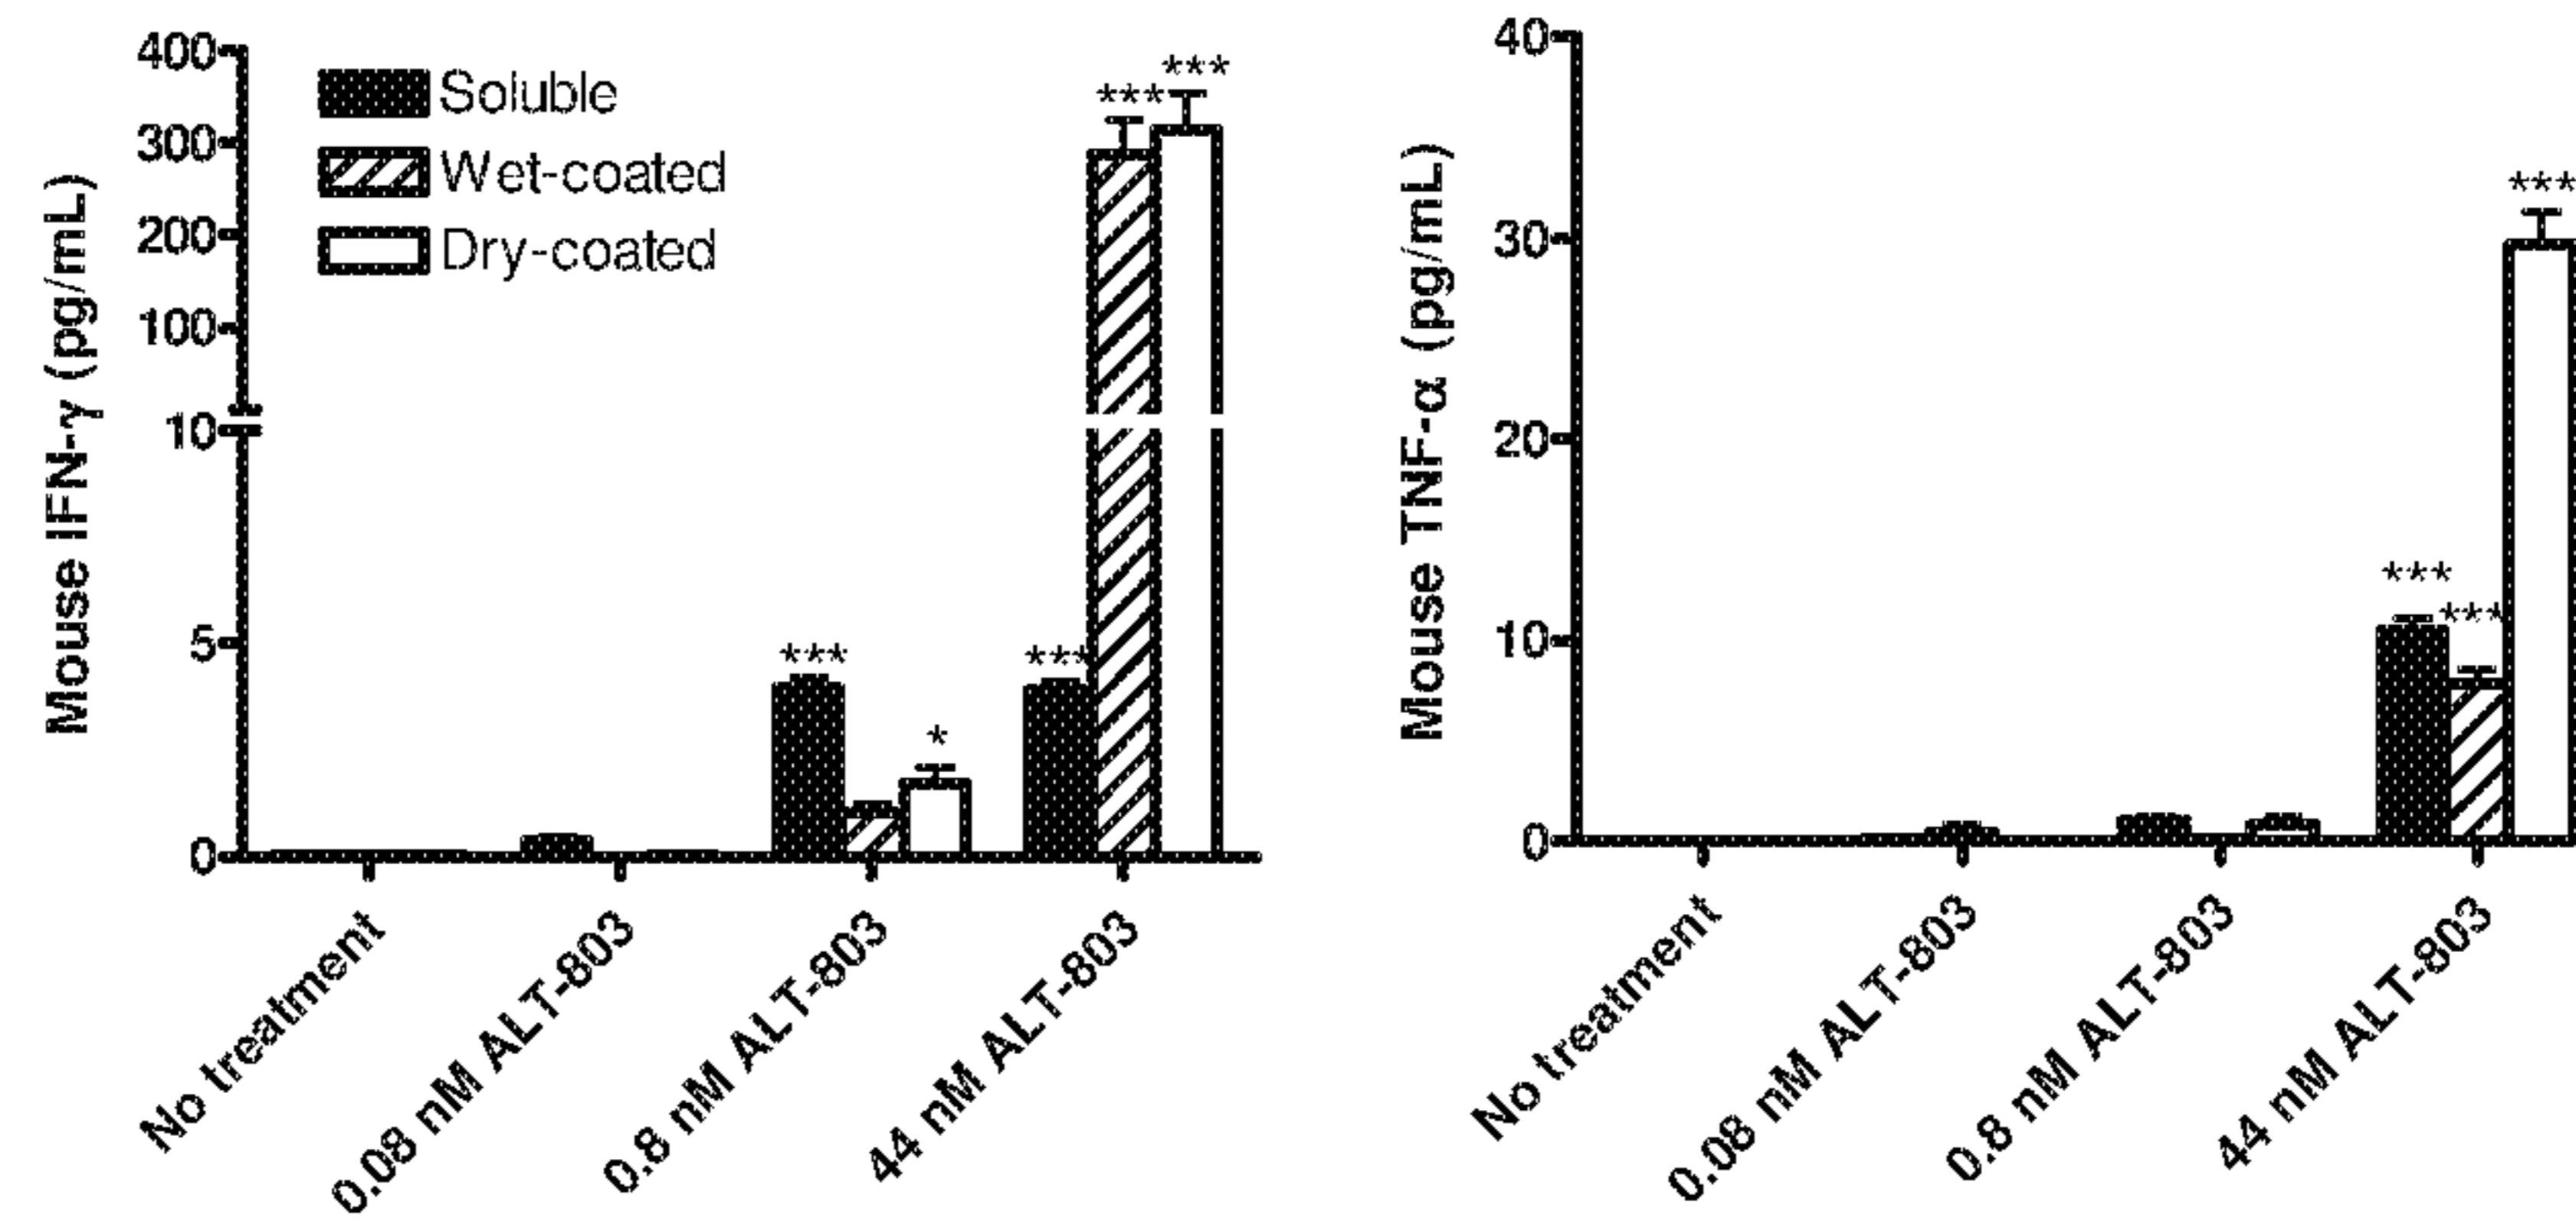 Mouse IFN-γ (pg/mL)
400
300
200
100
10
5
0
Soluble
Wet-coated
Dry-coated
***
*
***
***
***
No treatment
0.08 nM ALT-803
0.8 nM ALT-803
44 nM ALT-803
Mouse TNF-α (pg/mL)
40
30
20
10
0
***
***
***
No treatment
0.08 nM ALT-803
0.8 nM ALT-803
44 nM ALT-803